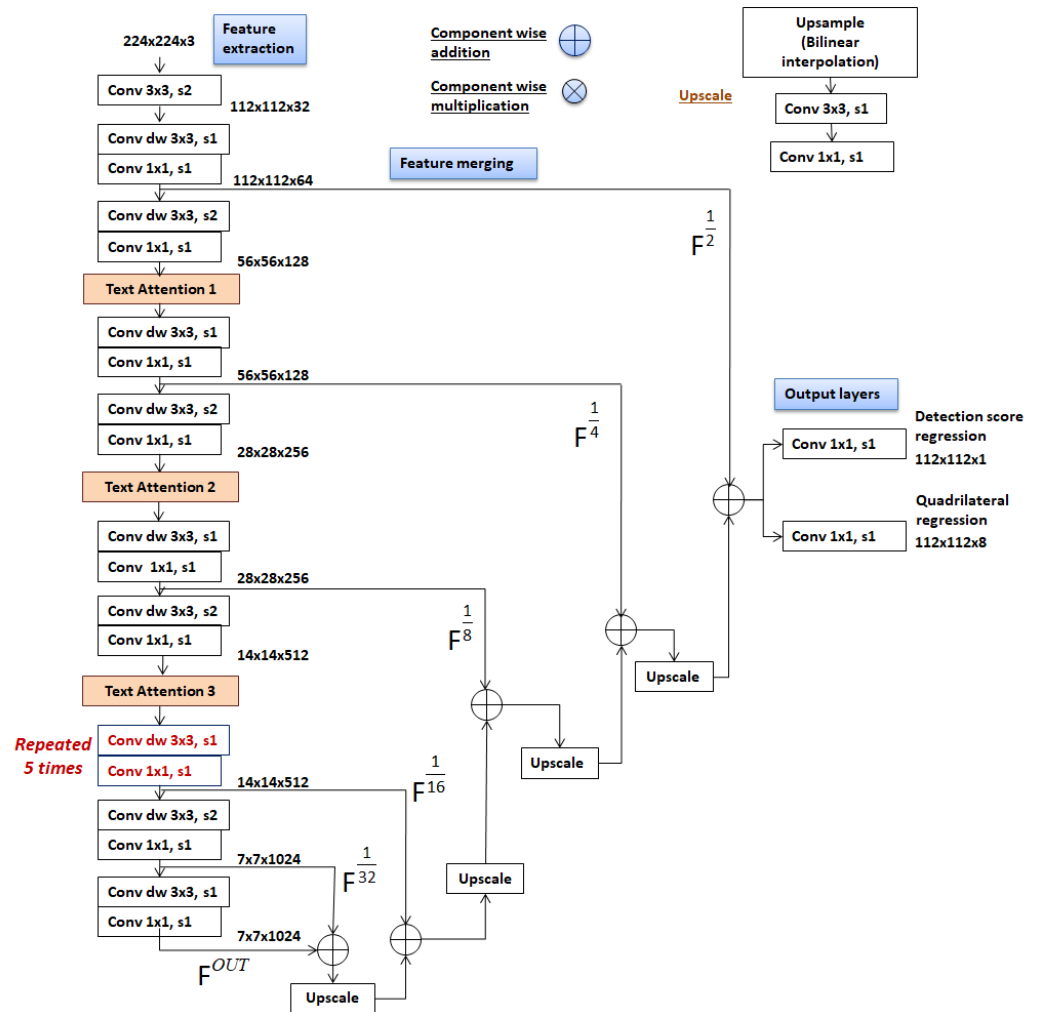 Feature
extraction
224x224x3
Conv 3x3, s2
112x112x32
Conv dw 3x3, s1
Conv 1x1, s1
112x112x64
Conv dw 3x3, s2
Conv 1x1, s1
56x56x128
Text Attention 1
Conv dw 3x3, s1
Conv 1x1, s1
56x56x128
Conv dw 3x3, s2
Conv 1x1, s1
28x28x256
Text Attention 2
Conv dw 3x3, s1
Conv 1x1, s1
28x28x256
Conv dw 3x3, s2
Conv 1x1, s1
14x14x512
Text Attention 3
Repeated
5 times
Conv dw 3x3, s1
Conv 1x1, s1
14x14x512
Conv dw 3x3, s2
Conv 1x1, s1
7x7x1024
Conv dw 3x3, s1
Conv 1x1, s1
7x7x1024
F OUT
Component wise
addition
Component wise
multiplication
Upscale
Upsample
(Bilinear
interpolation)
Conv 3x3, s1
Conv 1x1, s1
Feature merging
F 1/2
F 1/4
F 1/8
F 1/16
F 1/32
Upscale
Upscale
Upscale
Upscale
Output layers
Conv 1x1, s1
Detection score
regression
112x112x1
Conv 1x1, s1
Quadrilateral
regression
112x112x8